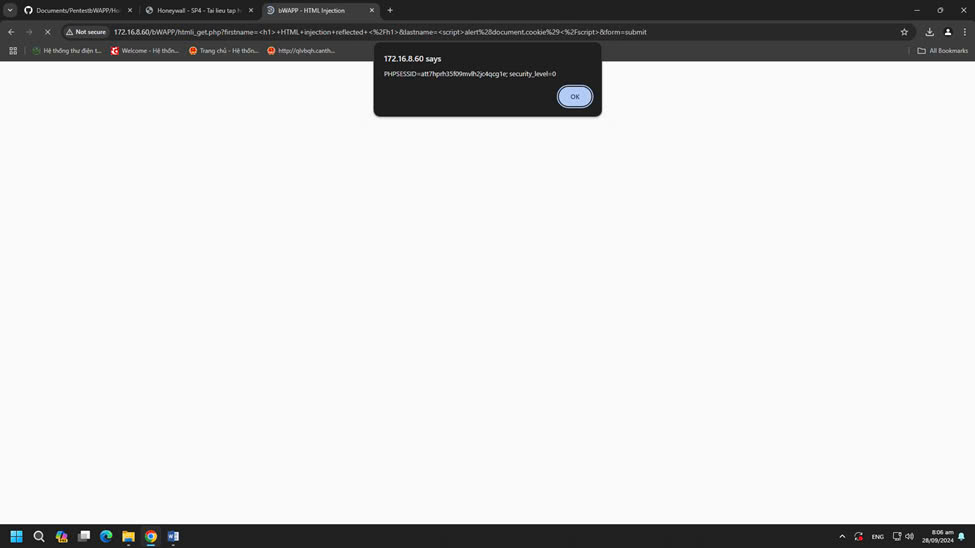 Documents/PentestbWAPP/Ho
Honeywall - SP4 - Tai lieu tap h
bWAPP - HTML Injection
Not secure
172.16.8.60/bWAPP/htmli_get.php?firstname=<h1>+HTML+injection+reflected+<%2Fh1>&lastname=<script>alert%28document.cookie%29<%2Fscript>&form=submit
Hệ thống thư điện t...
Welcome - Hệ thốn...
Trang chủ - Hệ thốn...
http://qlvbqh.canth...
All Bookmarks
172.16.8.60 says
PHPSESSID=att7hprh35f09mvlh2jc4qcg1e; security_level=0
OK
ENG
8:06 am
28/09/2024